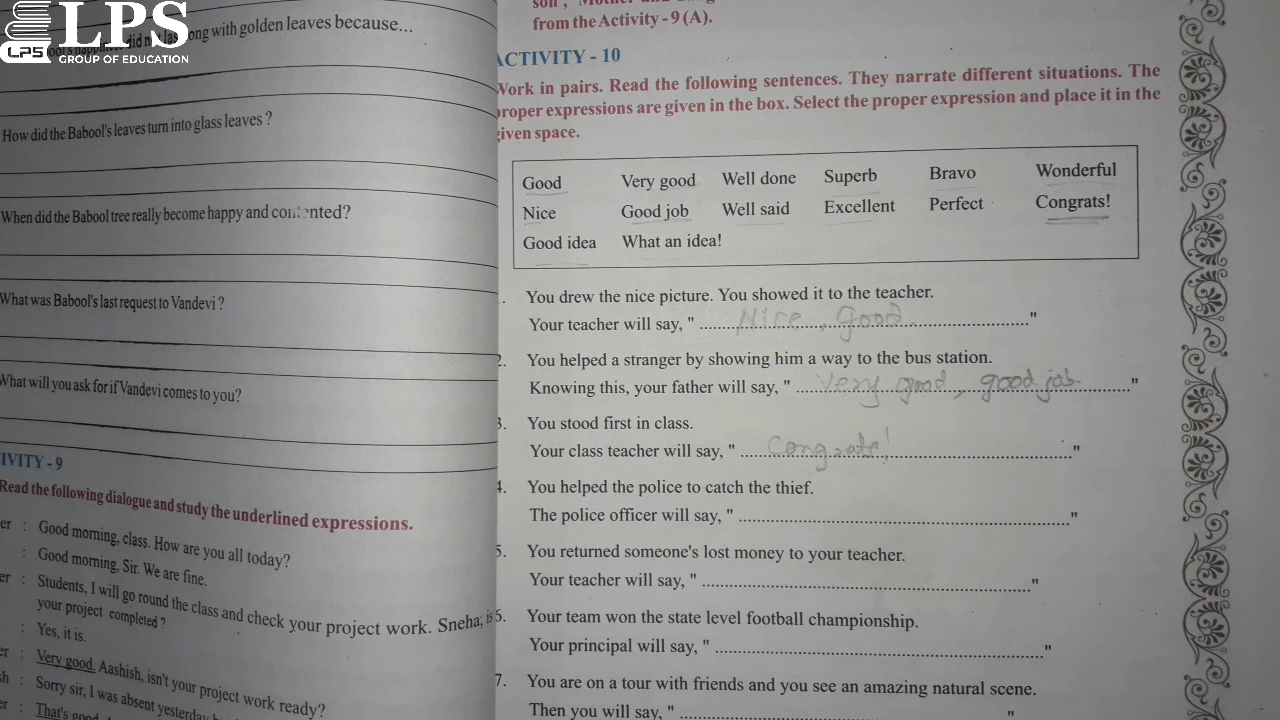 LPS
LPS GROUP OF EDUCATION
did not last long with golden leaves because...
How did the Babool's leaves turn into glass leaves ?
When did the Babool tree really become happy and contented?
What was Babool's last request to Vandevi ?
What will you ask for if Vandevi comes to you?
IVITY - 9
Read the following dialogue and study the underlined expressions.
er : Good morning, class. How are you all today?
: Good morning, Sir. We are fine.
er : Students, I will go round the class and check your project work. Sneha, is
your project completed ?
: Yes, it is.
er : Very good. Aashish, isn't your project work ready?
sh : Sorry sir, I was absent yesterday
er : That's good.
son , Mother and
from the Activity - 9 (A).
ACTIVITY - 10
Work in pairs. Read the following sentences. They narrate different situations. The
proper expressions are given in the box. Select the proper expression and place it in the
given space.
Good Very good Well done Superb Bravo Wonderful
Nice Good job Well said Excellent Perfect Congrats!
Good idea What an idea!
. You drew the nice picture. You showed it to the teacher.
Your teacher will say, " Nice , good. "
2. You helped a stranger by showing him a way to the bus station.
Knowing this, your father will say, " Very good, good job "
3. You stood first in class.
Your class teacher will say, " Congrats! "
4. You helped the police to catch the thief.
The police officer will say, " .................... "
5. You returned someone's lost money to your teacher.
Your teacher will say, " .................... "
6. Your team won the state level football championship.
Your principal will say, " .................... "
7. You are on a tour with friends and you see an amazing natural scene.
Then you will say, " .................... "